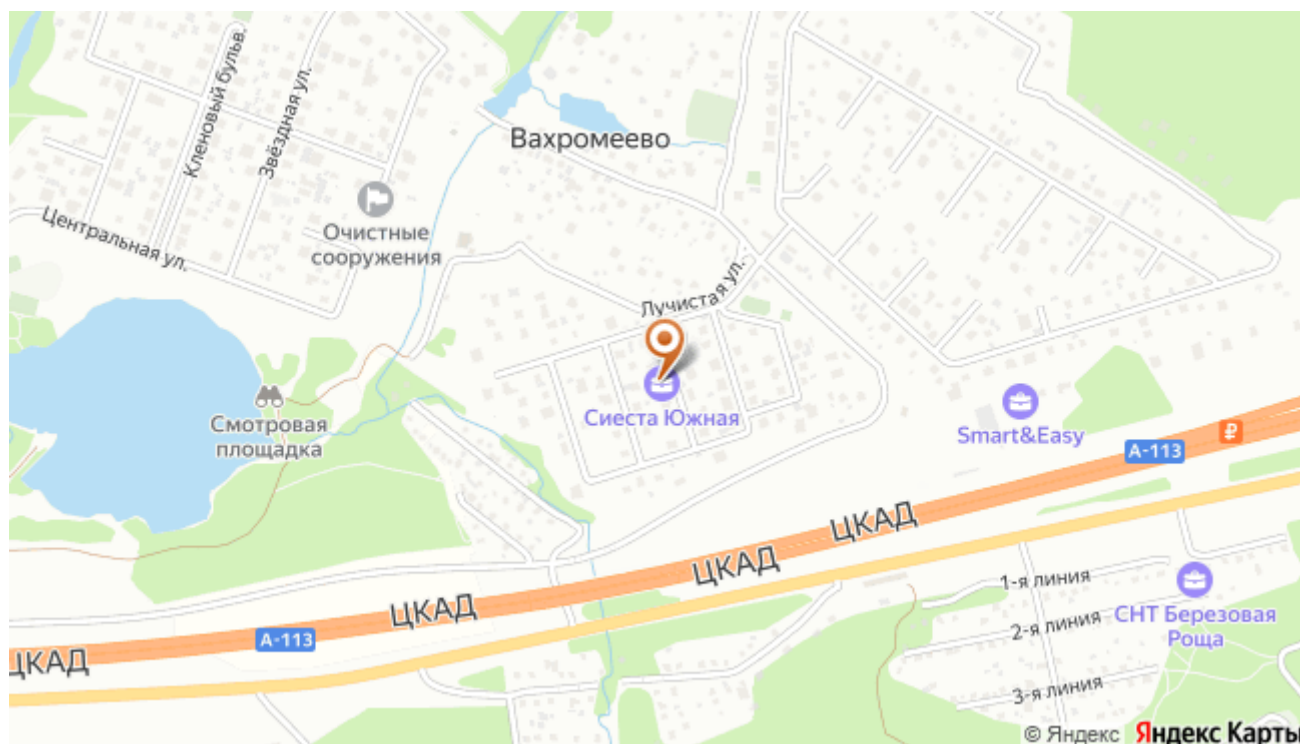 Кленовый бульв.
Звёздная ул.
Вахромеево
Очистные
сооружения
Центральная ул.
Лучистая ул.
Смотровая
площадка
Сиеста Южная
Smart&Easy
₽
А-113
ЦКАД
ЦКАД
ЦКАД
ЦКАД
А-113
1-я линия
2-я линия
3-я линия
СНТ Березовая
Роща
© Яндекс Яндекс Карты